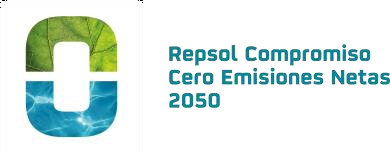 Repsol Compromiso
Cero Emisiones Netas
2050